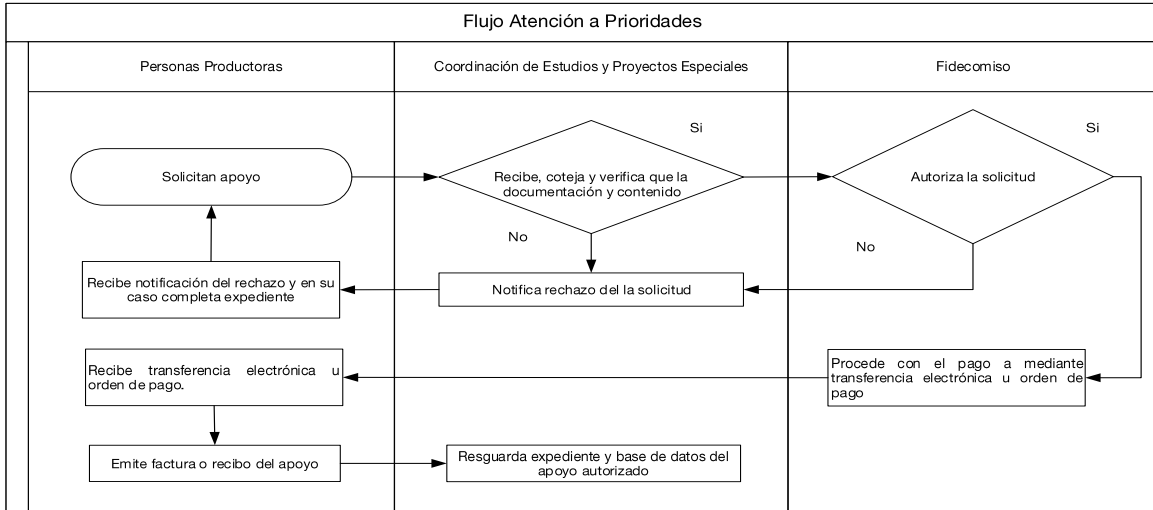 Flujo Atención a Prioridades
Personas Productoras
Coordinación de Estudios y Proyectos Especiales
Fidecomiso
Si
Si
Solicitan apoyo
Recibe, coteja y verifica que la
documentación y contenido
Autoriza la solicitud
No
No
Recibe notificación del rechazo y en su
caso completa expediente
Notifica rechazo del la solicitud
Recibe transferencia electrónica u
orden de pago.
Procede con el pago a mediante
transferencia electrónica u orden de
pago
Emite factura o recibo del apoyo
Resguarda expediente y base de datos del
apoyo autorizado